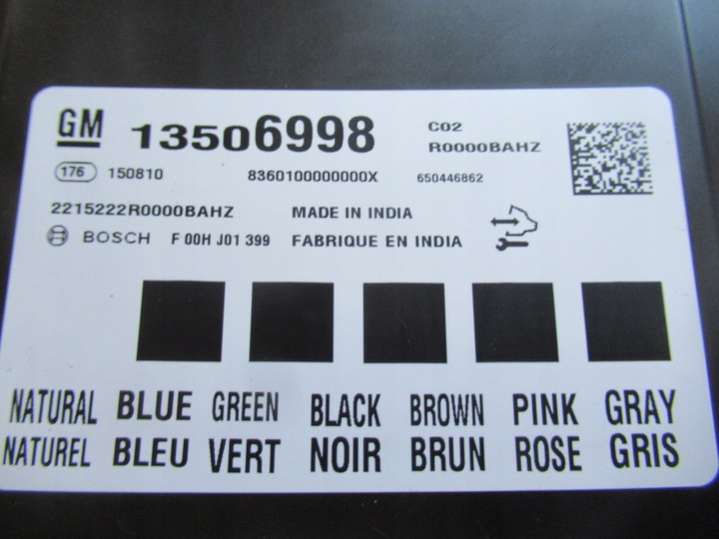 GM 13506998 C02
R0000BAHZ
176 150810 8360100000000X 650446862
2215222R0000BAHZ MADE IN INDIA
BOSCH F 00H J01 399 FABRIQUE EN INDIA
NATURAL BLUE GREEN BLACK BROWN PINK GRAY
NATUREL BLEU VERT NOIR BRUN ROSE GRIS